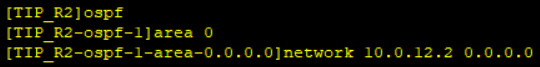 [TIP_R2]ospf
[TIP_R2-ospf-1]area 0
[TIP_R2-ospf-1-area-0.0.0.0]network 10.0.12.2 0.0.0.0